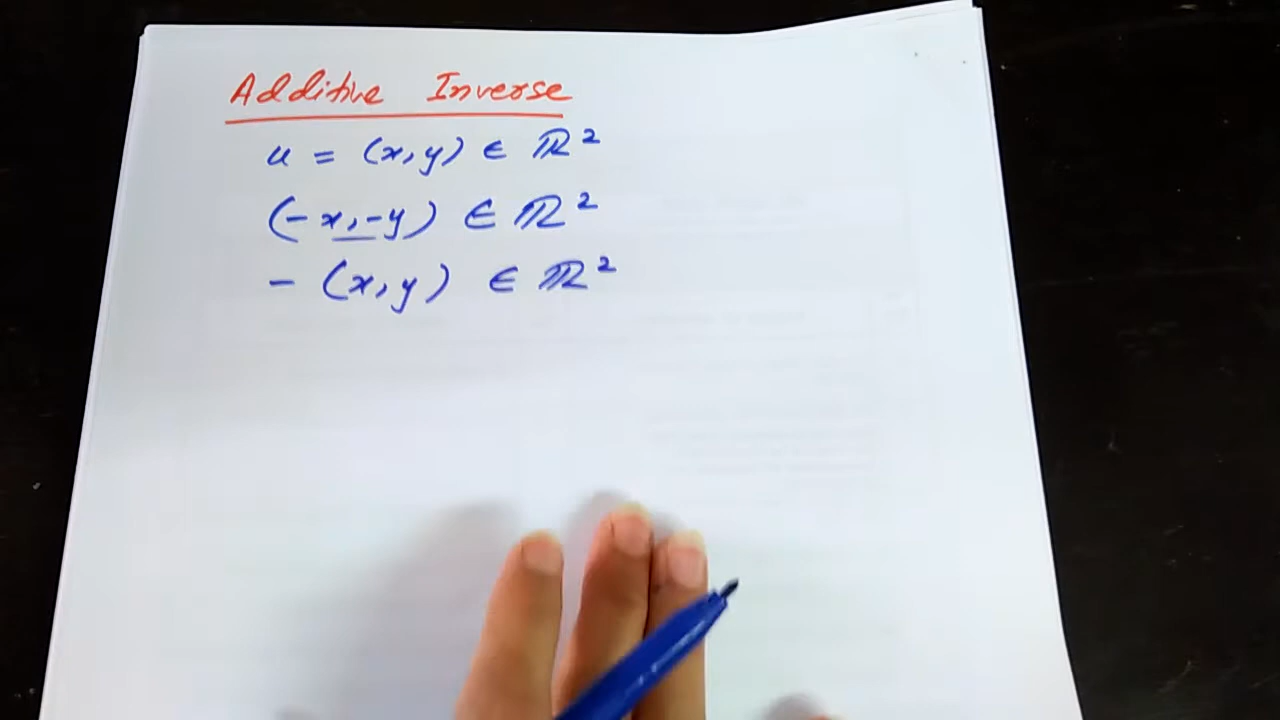 Additive Inverse
u = (x,y) ∈ ℝ²
(-x,-y) ∈ ℝ²
- (x,y) ∈ ℝ²